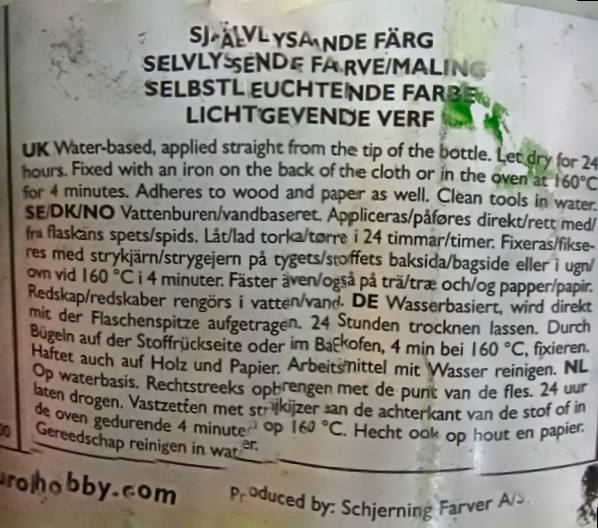 SJÄLVLYSANDE FÄRG
SELVLYSSENDE FARVE/MALING
SELBSTLEUCHTENDE FARBE
LICHTGEVENDE VERF
UK Water-based, applied straight from the tip of the bottle. Let dry for 24
hours. Fixed with an iron on the back of the cloth or in the oven at 160°C
for 4 minutes. Adheres to wood and paper as well. Clean tools in water.
SE/DK/NO Vattenburen/vandbaseret. Appliceras/påføres direkt/rett med/
fra flaskans spets/spids. Låt/lad torka/tørre i 24 timmar/timer. Fixeras/fikse-
res med strykjärn/strygejern på tygets/stoffets baksida/bagside eller i ugn/
ovn vid 160 °C i 4 minuter. Fäster även/også på trä/træ och/og papper/papir.
Redskap/redskaber rengörs i vatten/vand. DE Wasserbasiert, wird direkt
mit der Flaschenspitze aufgetragen. 24 Stunden trocknen lassen. Durch
Bügeln auf der Stoffrückseite oder im Backofen, 4 min bei 160 °C, fixieren.
Haftet auch auf Holz und Papier. Arbeitsmittel mit Wasser reinigen. NL
Op waterbasis. Rechtstreeks opbrengen met de punt van de fles. 24 uur
laten drogen. Vastzetten met strijkijzer aan de achterkant van de stof of in
de oven gedurende 4 minuten op 160 °C. Hecht ook op hout en papier.
Gereedschap reinigen in water.
urohobby.com
Produced by: Schjerning Farver A/S.